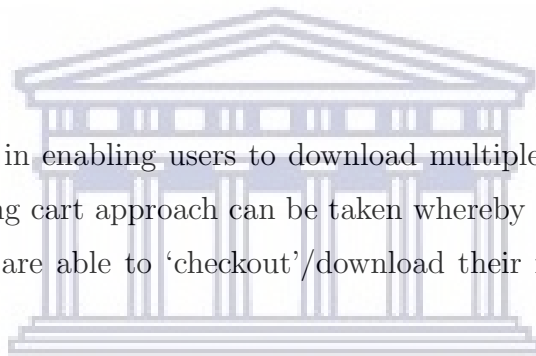 in enabling users to download multiple
ng cart approach can be taken whereby
are able to ‘checkout’/download their